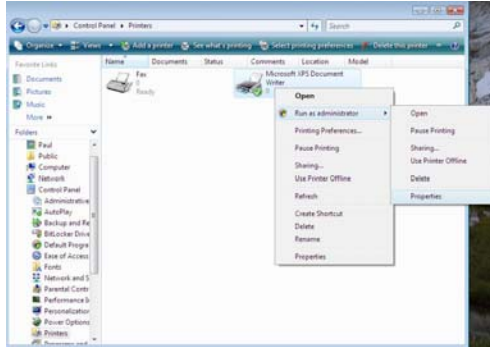 Control Panel ▸ Printers
Search
Organize Views Add a printer See what's printing Select printing preferences Delete this printer
Favorite Links
Documents
Pictures
Music
More »
Folders
Paul
Public
Computer
Network
Control Panel
Administrative
AutoPlay
Backup and Re
BitLocker Drive
Default Progra
Ease of Access
Fonts
Network and S
Parental Contr
Performance In
Personalization
Power Options
Printers
Name Documents Status Comments Location Model
Fax
0
Ready
Microsoft XPS Document
Writer
0
Open
Run as administrator
Printing Preferences...
Pause Printing
Sharing...
Use Printer Offline
Refresh
Create Shortcut
Delete
Rename
Properties
Open
Pause Printing
Sharing...
Use Printer Offline
Delete
Properties